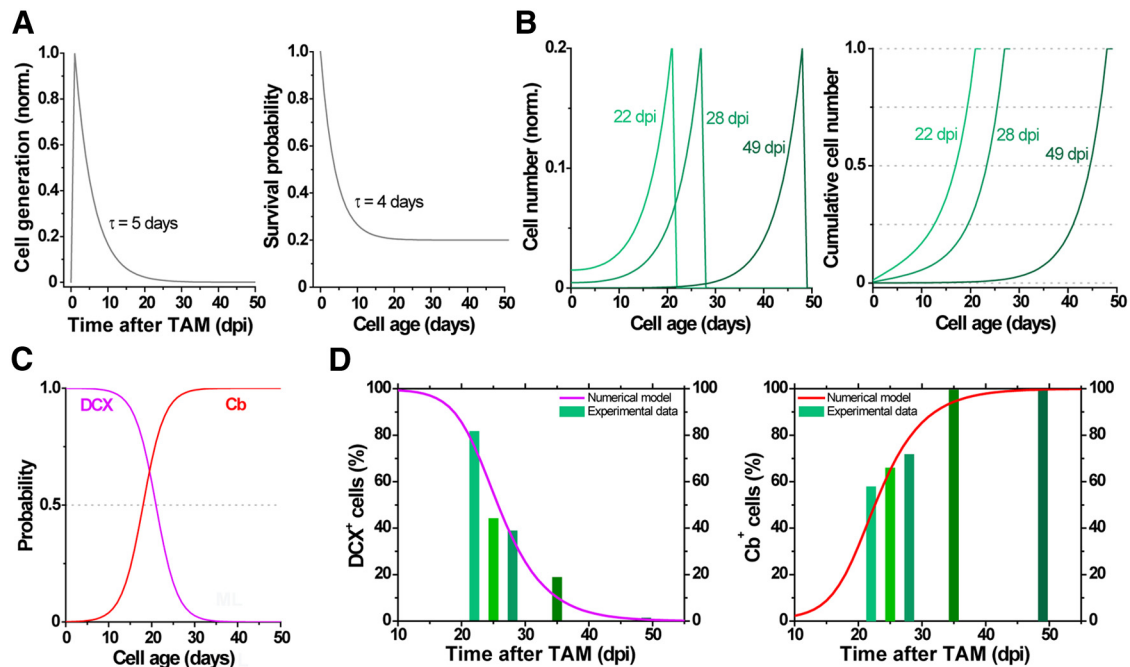 A
Cell generation (norm.)
1.0
0.8
0.6
0.4
0.2
0
τ = 5 days
0 10 20 30 40 50
Time after TAM (dpi)
Survival probability
1.0
0.8
0.6
0.4
0.2
0
τ = 4 days
0 10 20 30 40 50
Cell age (days)
B
Cell number (norm.)
0.2
0.1
0
22 dpi
28 dpi
49 dpi
0 10 20 30 40 50
Cell age (days)
Cumulative cell number
1.0
0.5
0
22 dpi
28 dpi
49 dpi
0 10 20 30 40 50
Cell age (days)
C
Probability
1.0
0.5
0
DCX
Cb
ML
0 10 20 30 40 50
Cell age (days)
D
DCX+ cells (%)
100
80
60
40
20
0
Numerical model
Experimental data
100
80
60
40
20
0
10 20 30 40 50
Time after TAM (dpi)
Cb+ cells (%)
100
80
60
40
20
0
Numerical model
Experimental data
100
80
60
40
20
0
10 20 30 40 50
Time after TAM (dpi)